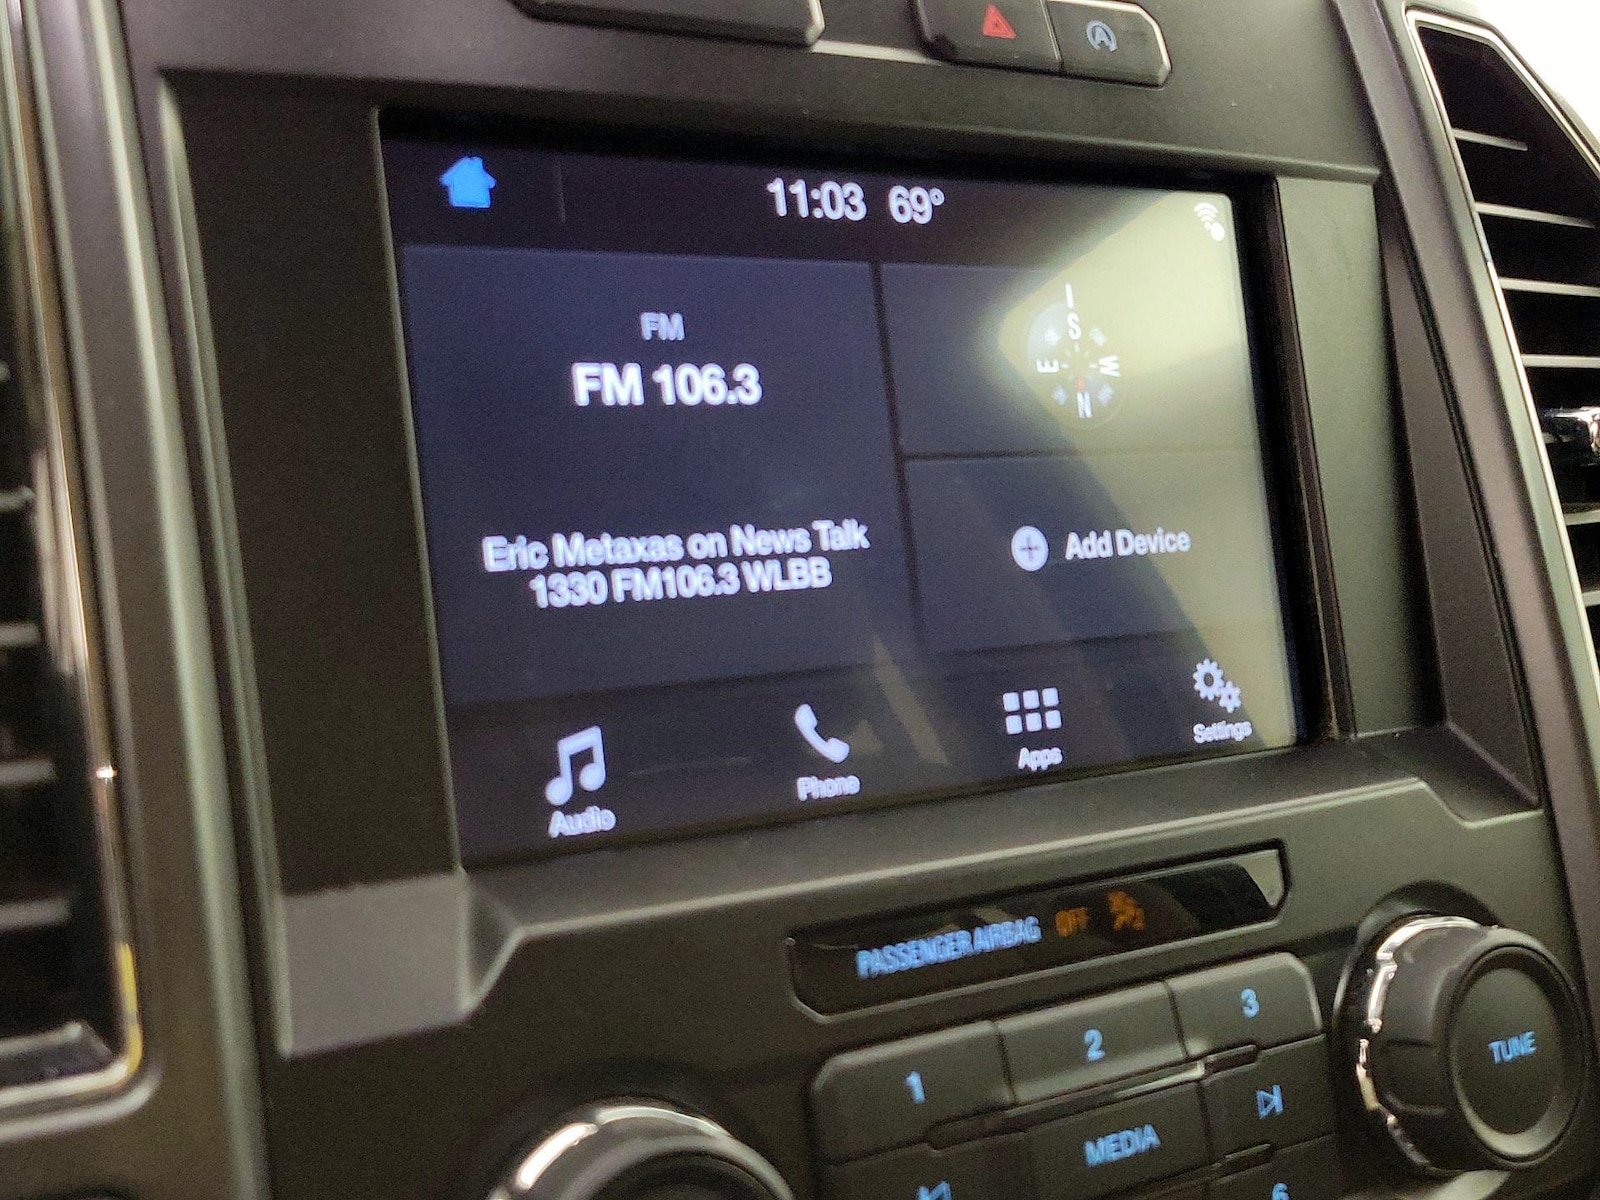 11:03 69°
FM
FM 106.3
I
S
E W
N
Eric Metaxas on News Talk
1330 FM106.3 WLBB
Add Device
Audio
Phone
Apps
Settings
PASSENGER AIRBAG OFF
1
2
3
MEDIA
TUNE
6
A